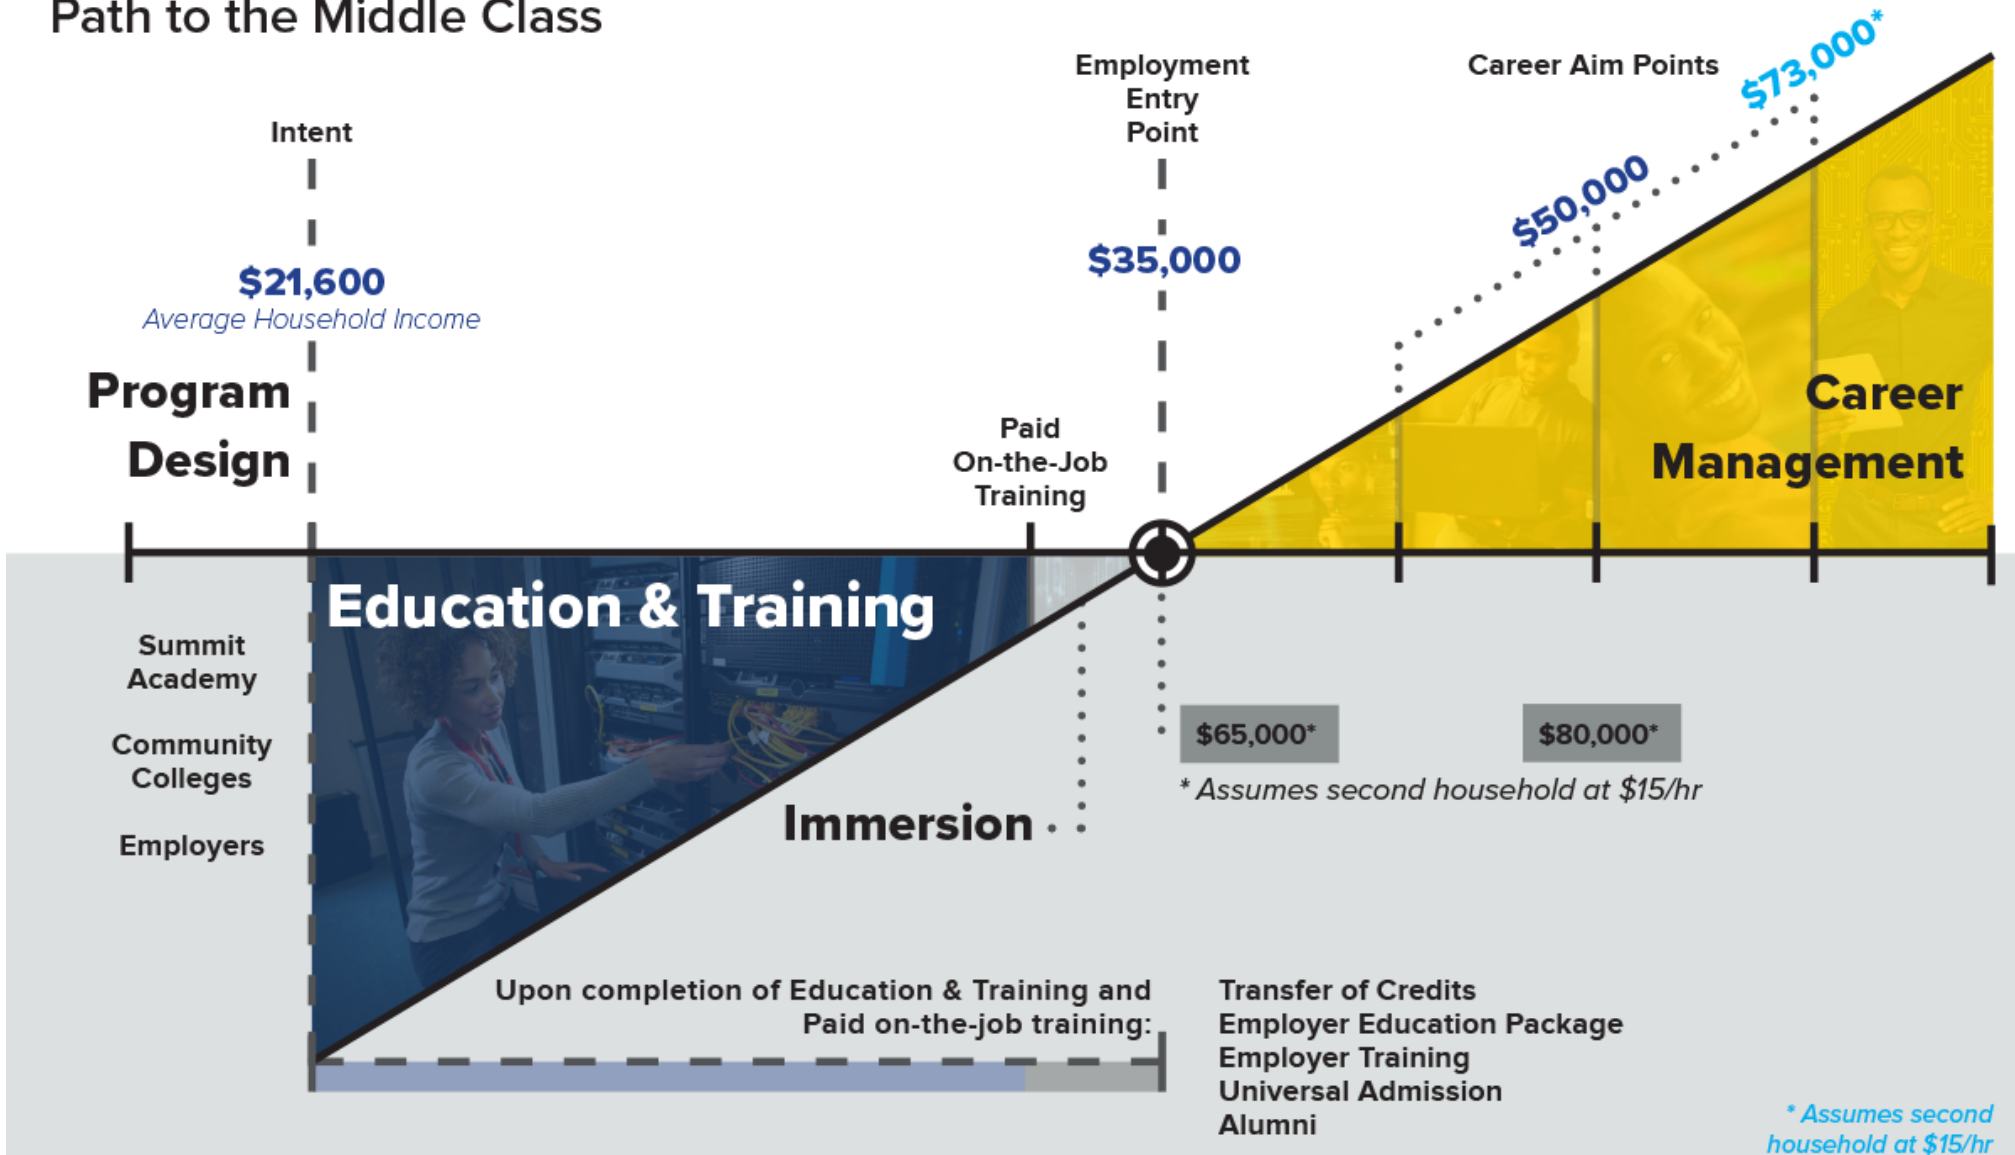 Path to the Middle Class
Intent
$21,600
Average Household Income
Program
Design
Employment
Entry
Point
$35,000
Career Aim Points
$50,000
$73,000*
Paid
On-the-Job
Training
Career
Management
Education & Training
Summit
Academy
Community
Colleges
Employers
Immersion
$65,000*
$80,000*
* Assumes second household at $15/hr
Upon completion of Education & Training and
Paid on-the-job training:
Transfer of Credits
Employer Education Package
Employer Training
Universal Admission
Alumni
* Assumes second
household at $15/hr